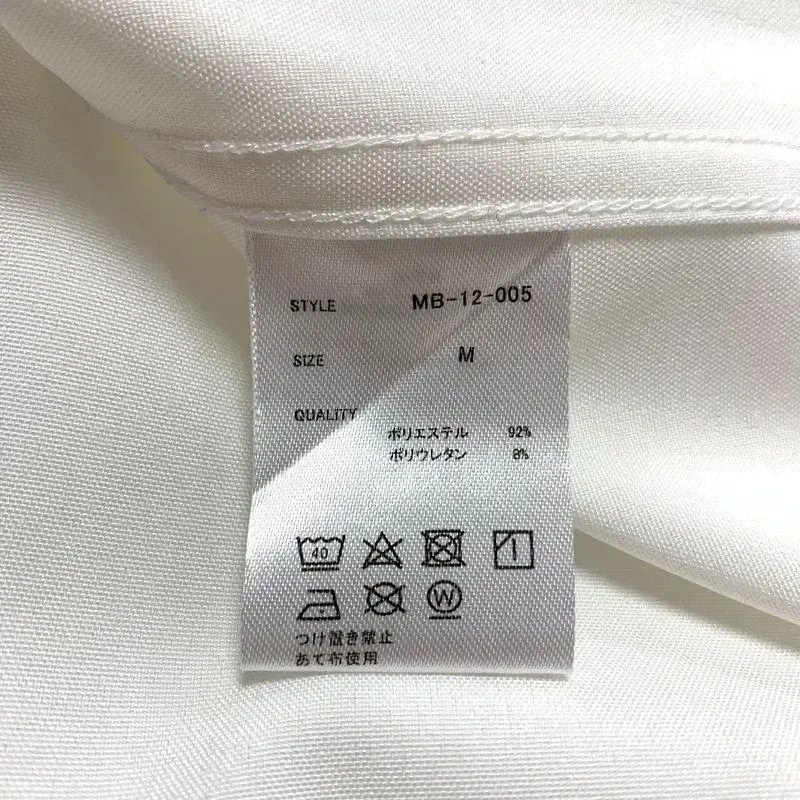 STYLE MB-12-005
SIZE M
QUALITY
ポリエステル 92%
ポリウレタン 8%
40
W
つけ置き禁止
あて布使用